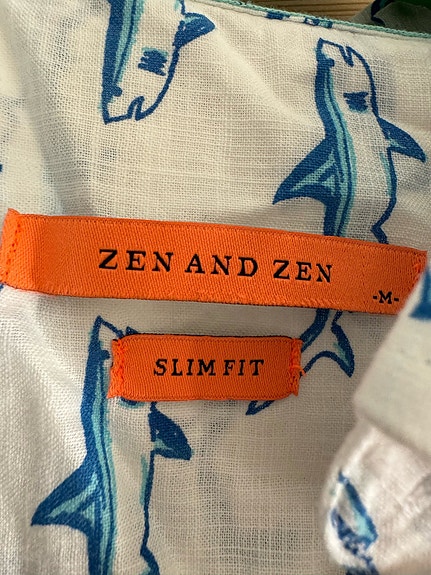 ZEN AND ZEN
-M-
SLIM FIT